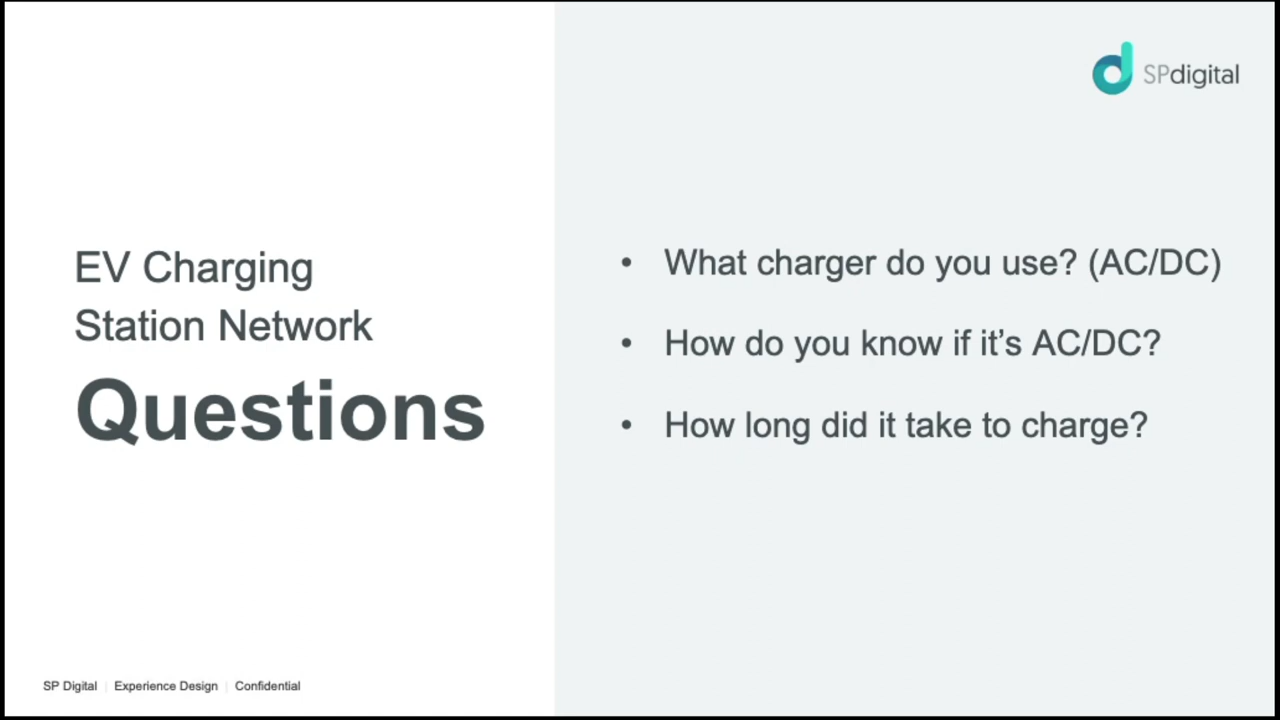 SPdigital
EV Charging
Station Network
Questions
• What charger do you use? (AC/DC)
• How do you know if it’s AC/DC?
• How long did it take to charge?
SP Digital | Experience Design | Confidential